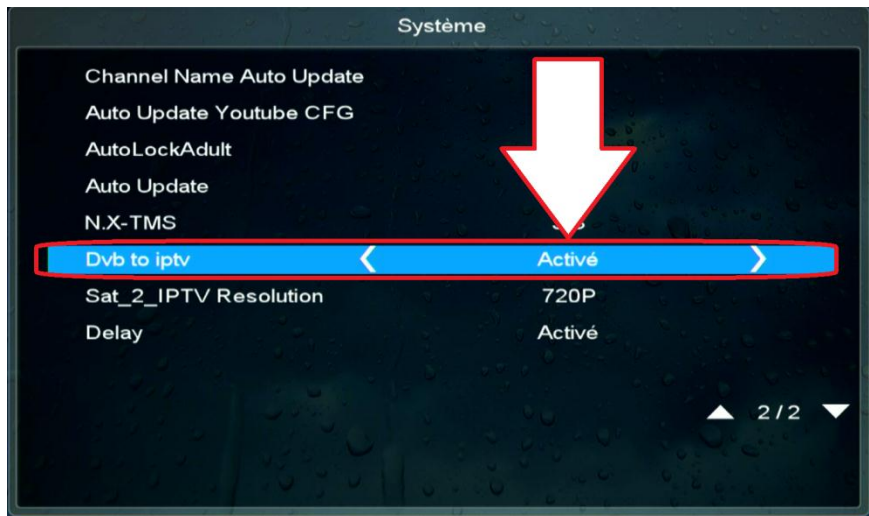 Système
Channel Name Auto Update
Auto Update Youtube CFG
AutoLockAdult
Auto Update
N.X-TMS
Dvb to iptv Activé
Sat_2_IPTV Resolution 720P
Delay Activé
2/2